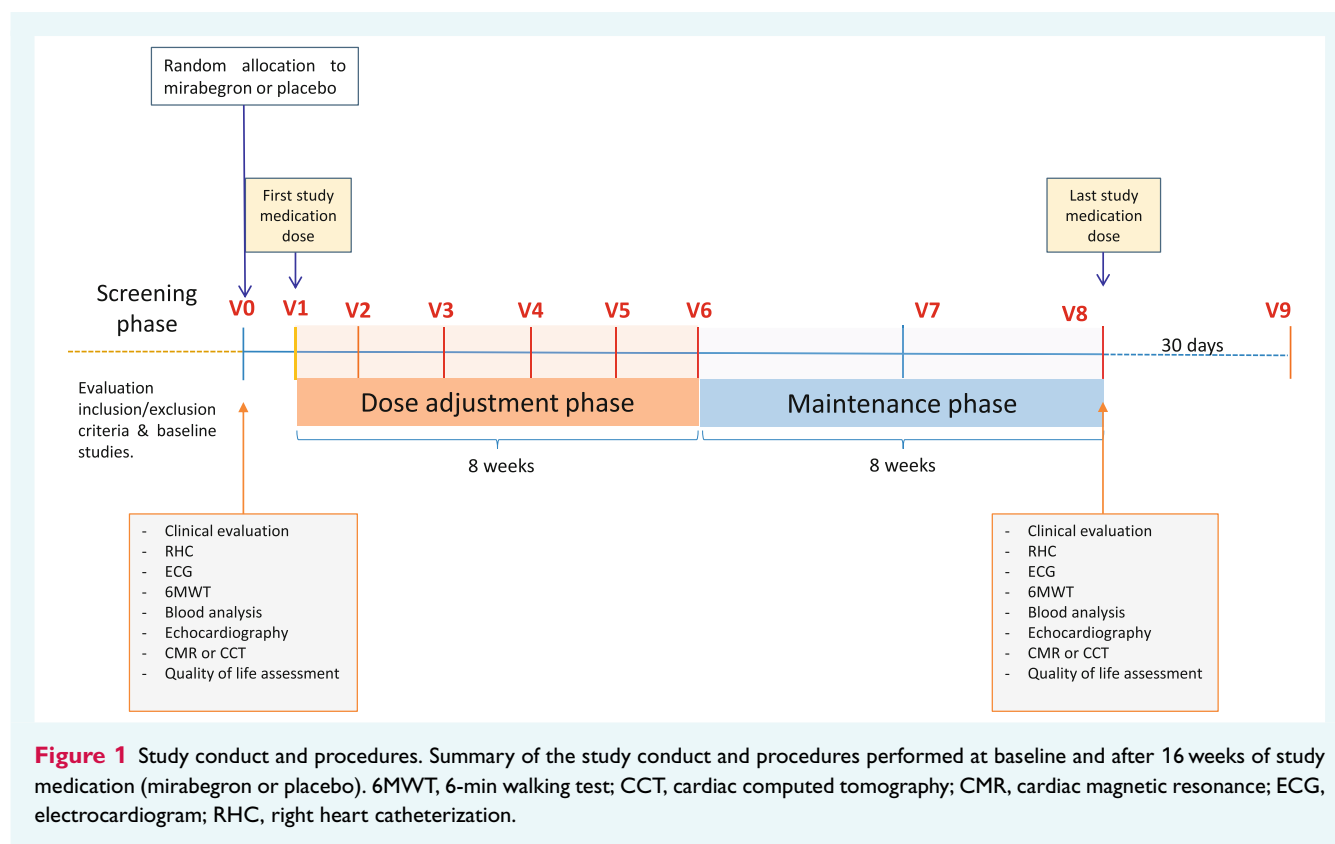 Random allocation to
mirabegron or placebo
First study
medication
dose
Last study
medication
dose
Screening
phase
V0
V1
V2
V3
V4
V5
V6
V7
V8
V9
30 days
Evaluation
inclusion/exclusion
criteria & baseline
studies.
Dose adjustment phase
Maintenance phase
8 weeks
8 weeks
- Clinical evaluation
- RHC
- ECG
- 6MWT
- Blood analysis
- Echocardiography
- CMR or CCT
- Quality of life assessment
- Clinical evaluation
- RHC
- ECG
- 6MWT
- Blood analysis
- Echocardiography
- CMR or CCT
- Quality of life assessment
Figure 1 Study conduct and procedures. Summary of the study conduct and procedures performed at baseline and after 16 weeks of study
medication (mirabegron or placebo). 6MWT, 6-min walking test; CCT, cardiac computed tomography; CMR, cardiac magnetic resonance; ECG,
electrocardiogram; RHC, right heart catheterization.